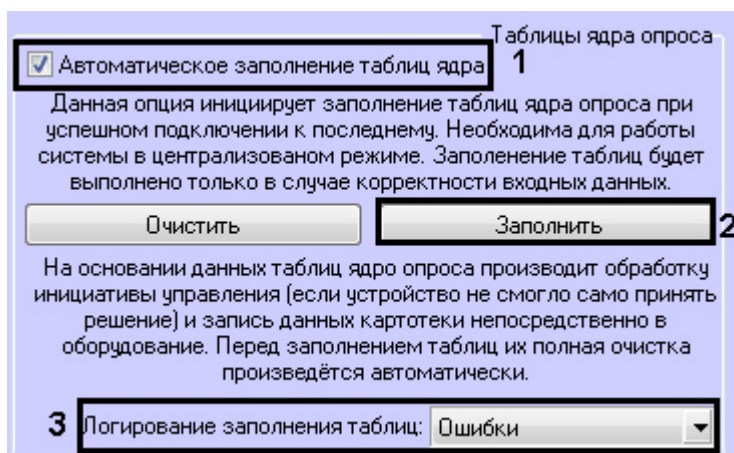 Таблицы ядра опроса
Автоматическое заполнение таблиц ядра 1
Данная опция инициирует заполнение таблиц ядра опроса при
успешном подключении к последнему. Необходима для работы
системы в централизованом режиме. Заполенение таблиц будет
выполнено только в случае корректности входных данных.
Очистить Заполнить 2
На основании данных таблиц ядро опроса производит обработку
инициативы управления (если устройство не смогло само принять
решение) и запись данных картотеки непосредственно в
оборудование. Перед заполнением таблиц их полная очистка
произведётся автоматически.
3 Логирование заполнения таблиц: Ошибки